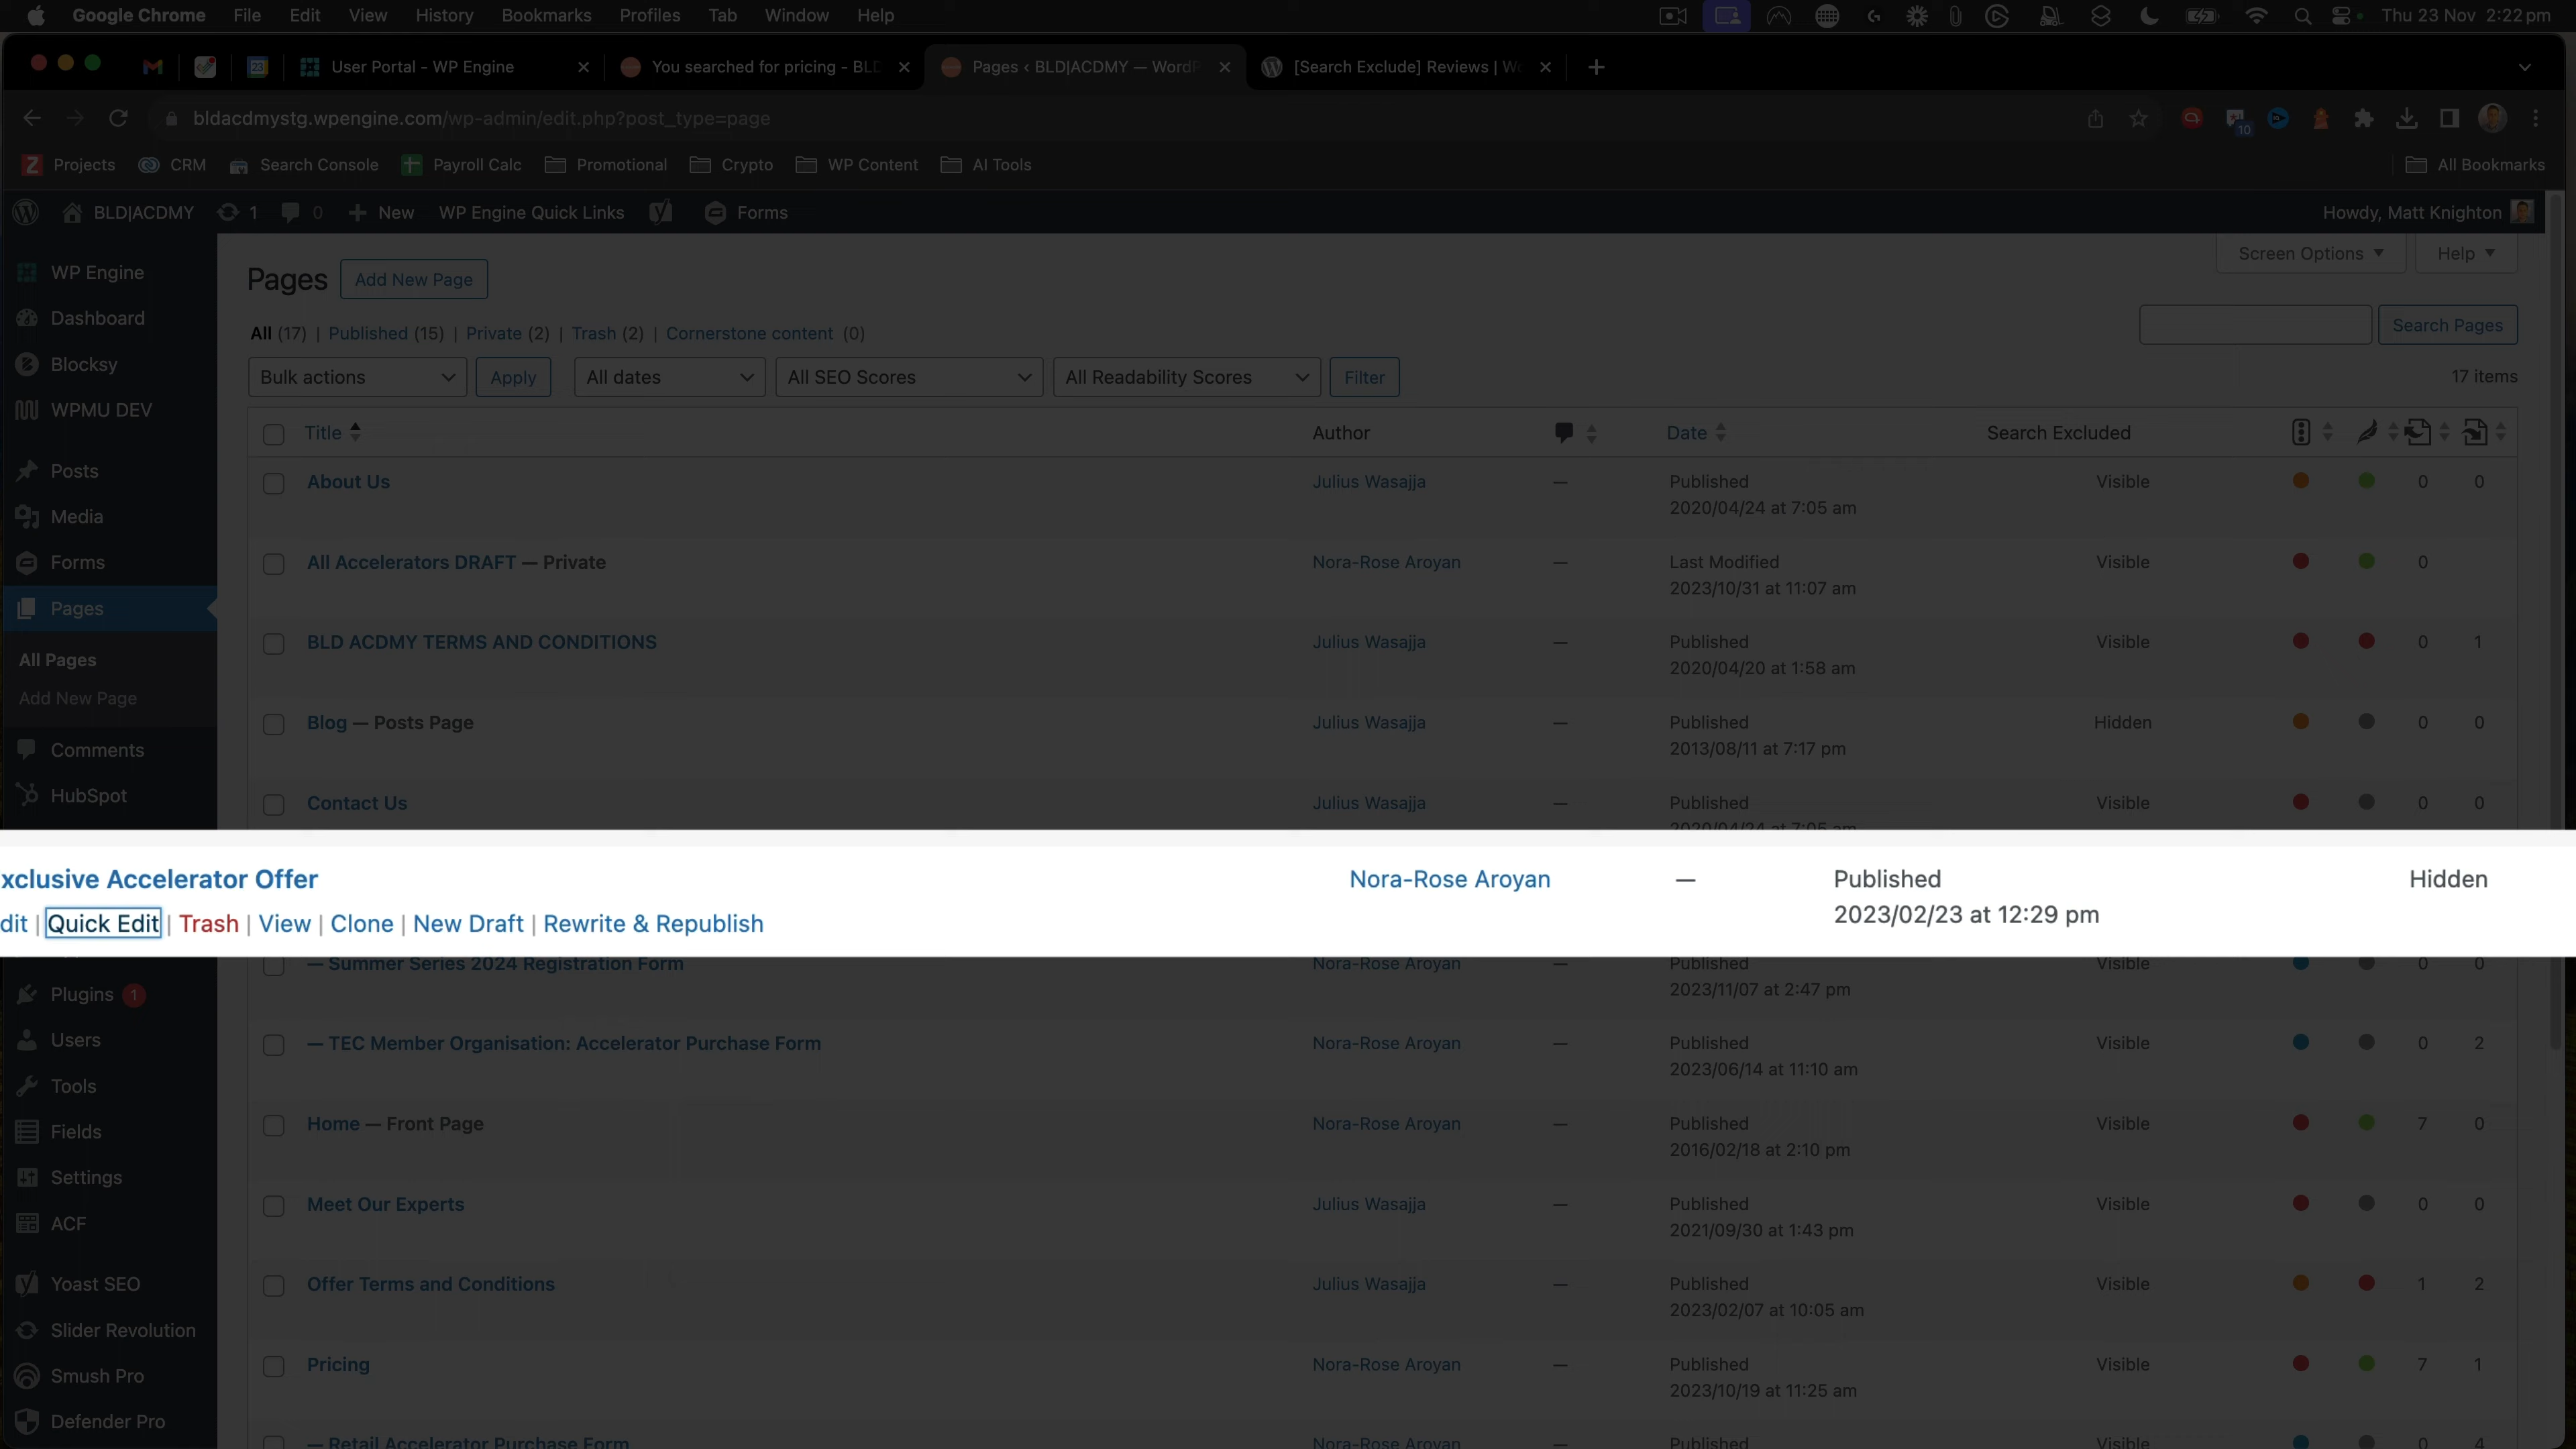 Google Chrome File Edit View History Bookmarks Profiles Tab Window Help Thu 23 Nov 2:22 pm
User Portal - WP Engine You searched for pricing - BLD Pages ‹ BLD|ACDMY — WordP [Search Exclude] Reviews | Wo
bldacdmystg.wpengine.com/wp-admin/edit.php?post_type=page 10
Projects CRM Search Console Payroll Calc Promotional Crypto WP Content AI Tools All Bookmarks
BLD|ACDMY 1 0 New WP Engine Quick Links Forms Howdy, Matt Knighton
Screen Options Help
WP Engine
Dashboard
Blocksy
WPMU DEV
Posts
Media
Forms
Pages
All Pages
Add New Page
Comments
HubSpot
Plugins 1
Users
Tools
Fields
Settings
ACF
Yoast SEO
Slider Revolution
Smush Pro
Defender Pro
Pages Add New Page
All (17) | Published (15) | Private (2) | Trash (2) | Cornerstone content (0)
Search Pages
Bulk actions Apply All dates All SEO Scores All Readability Scores Filter 17 items
Title Author Date Search Excluded
About Us Julius Wasajja — Published Visible 0 0
2020/04/24 at 7:05 am
All Accelerators DRAFT — Private Nora-Rose Aroyan — Last Modified Visible 0
2023/10/31 at 11:07 am
BLD ACDMY TERMS AND CONDITIONS Julius Wasajja — Published Visible 0 1
2020/04/20 at 1:58 am
Blog — Posts Page Julius Wasajja — Published Hidden 0 0
2013/08/11 at 7:17 pm
Contact Us Julius Wasajja — Published Visible 0 0
2020/04/24 at 7:05 am
xclusive Accelerator Offer Nora-Rose Aroyan — Published Hidden
2023/02/23 at 12:29 pm
dit | Quick Edit | Trash | View | Clone | New Draft | Rewrite & Republish
— Summer Series 2024 Registration Form Nora-Rose Aroyan — Published Visible 0 0
2023/11/07 at 2:47 pm
— TEC Member Organisation: Accelerator Purchase Form Nora-Rose Aroyan — Published Visible 0 2
2023/06/14 at 11:10 am
Home — Front Page Nora-Rose Aroyan — Published Visible 7 0
2016/02/18 at 2:10 pm
Meet Our Experts Julius Wasajja — Published Visible 0 0
2021/09/30 at 1:43 pm
Offer Terms and Conditions Julius Wasajja — Published Visible 1 2
2023/02/07 at 10:05 am
Pricing Nora-Rose Aroyan — Published Visible 7 1
2023/10/19 at 11:25 am
— Retail Accelerator Purchase Form Nora-Rose Aroyan — Published Visible 0 4